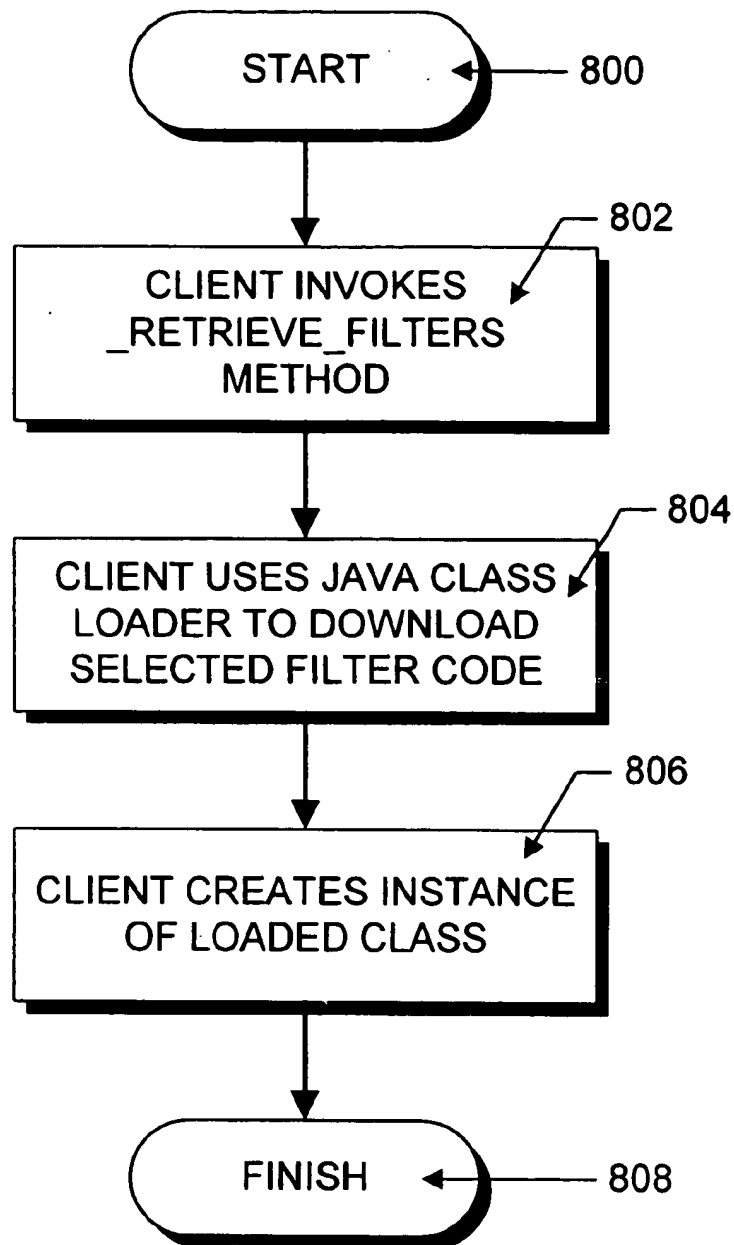 START
800
802
CLIENT INVOKES
_RETRIEVE_FILTERS
METHOD
804
CLIENT USES JAVA CLASS
LOADER TO DOWNLOAD
SELECTED FILTER CODE
806
CLIENT CREATES INSTANCE
OF LOADED CLASS
FINISH
808